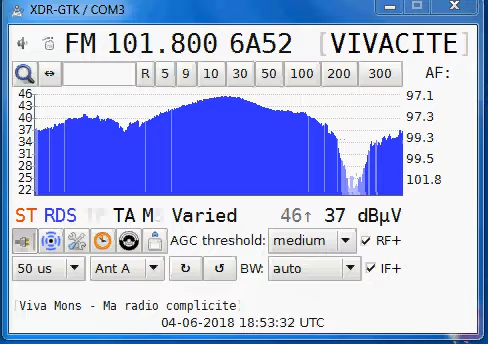 XDR-GTK / COM3
FM 101.800 6A52 [VIVACITE]
R 5 9 10 30 50 100 200 300 AF:
46
43
40
37
34
31
28
25
22
97.1
97.3
99.3
99.5
101.8
ST RDS TP TA MS Varied 46↑ 37 dBµV
AGC threshold: medium RF+
50 us Ant A ↻ ↺ BW: auto IF+
[Viva Mons - Ma radio complicite]
04-06-2018 18:53:32 UTC